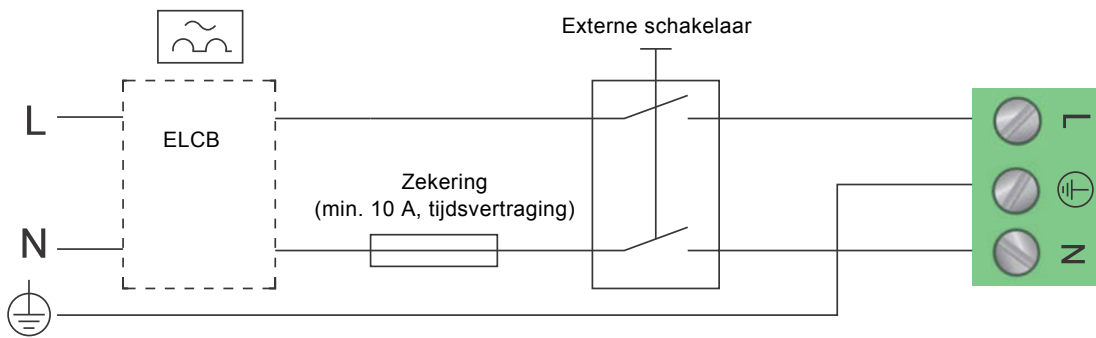 Externe schakelaar
L
ELCB
Zekering
(min. 10 A, tijdsvertraging)
N
L
N